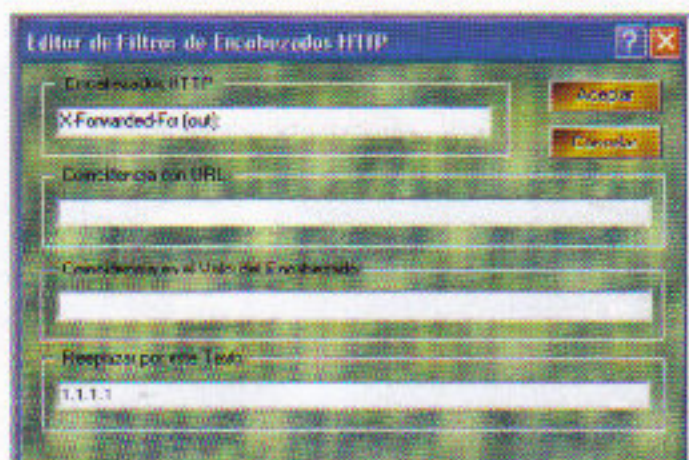 Editor de Filtros de Encabezados HTTP
Encabezados HTTP
Aceptar
X-Forwarded-For (out):
Cancelar
Coincidencia con URL
Coincidencia en el Valor del Encabezado
Reemplazar por este Texto
1.1.1.1